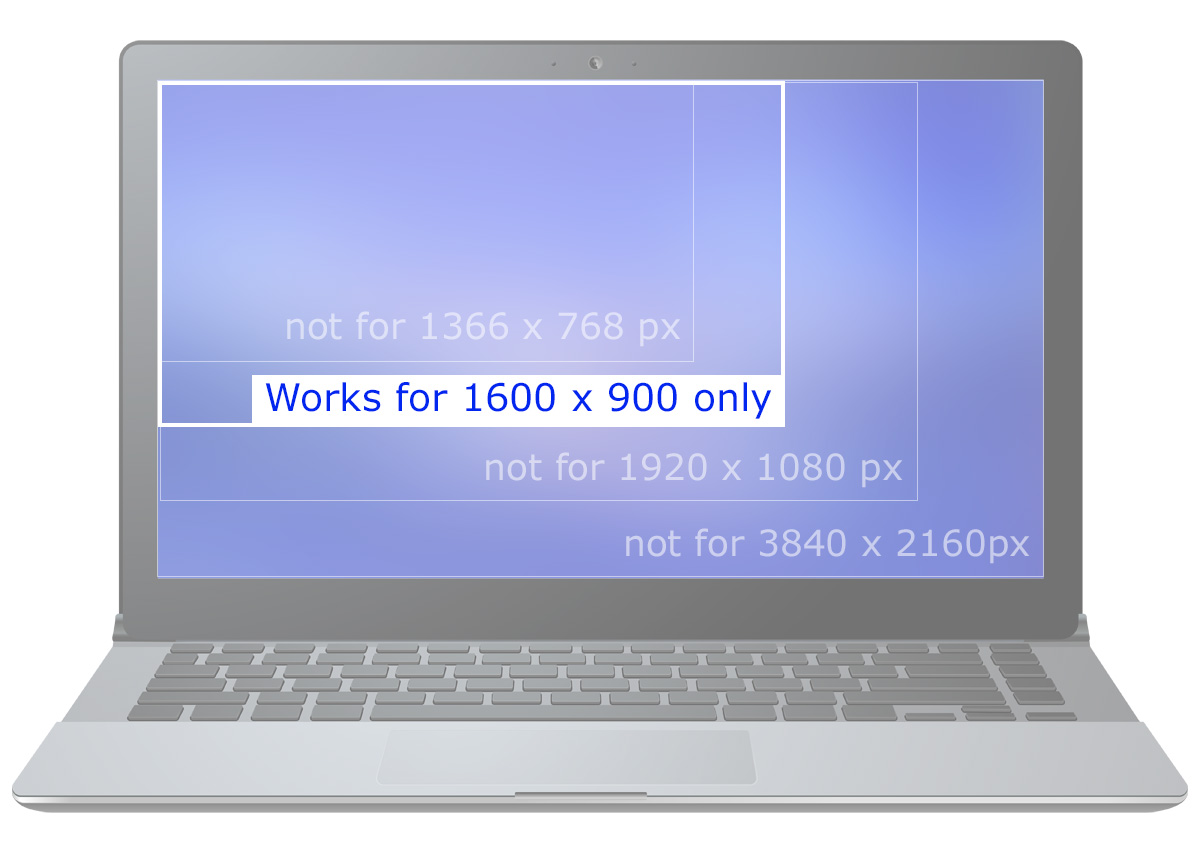 not for 1366 x 768 px
Works for 1600 x 900 only
not for 1920 x 1080 px
not for 3840 x 2160px